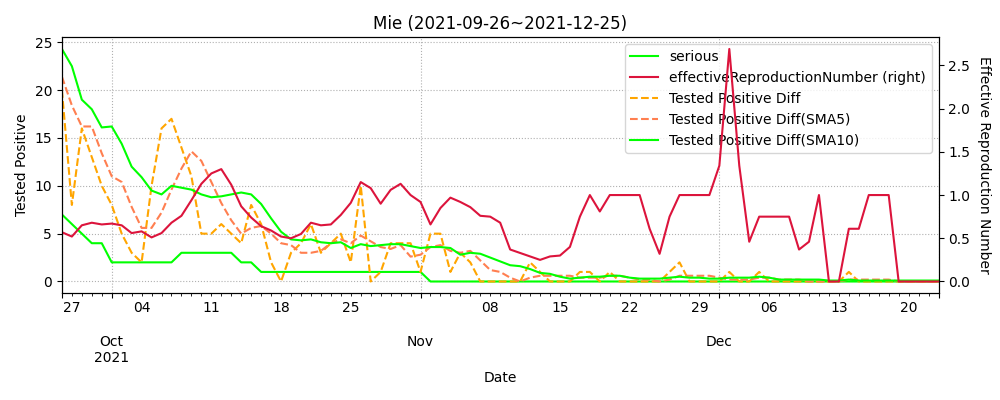 Mie (2021-09-26~2021-12-25)
25
20
15
10
5
0
Tested Positive
serious
effectiveReproductionNumber (right)
Tested Positive Diff
Tested Positive Diff(SMA5)
Tested Positive Diff(SMA10)
2.5
2.0
1.5
1.0
0.5
0.0
Effective Reproduction Number
27 04 11 18 25 08 15 22 29 06 13 20
Oct Nov Dec
2021
Date